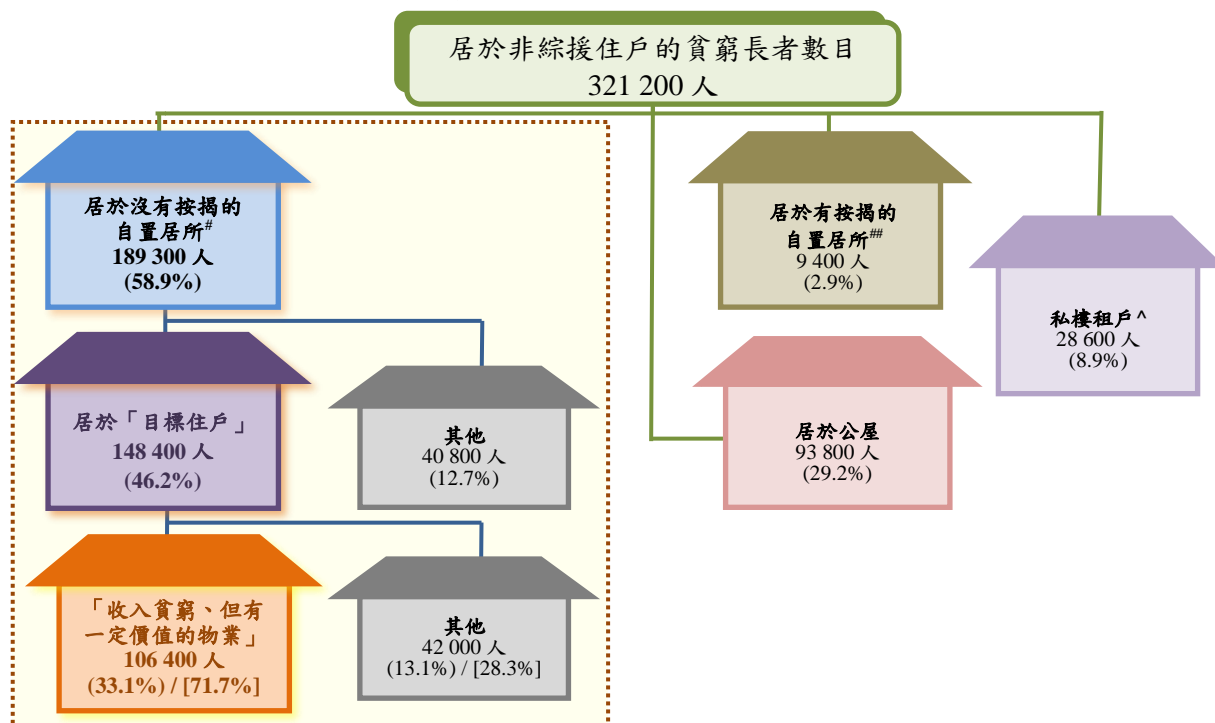 居於非綜援住戶的貧窮長者數目
321 200 人
居於沒有按揭的
自置居所#
189 300 人
(58.9%)
居於有按揭的
自置居所##
9 400 人
(2.9%)
私樓租戶^
28 600 人
(8.9%)
居於「目標住戶」
148 400 人
(46.2%)
其他
40 800 人
(12.7%)
居於公屋
93 800 人
(29.2%)
「收入貧窮、但有
一定價值的物業」
106 400 人
(33.1%) / [71.7%]
其他
42 000 人
(13.1%) / [28.3%]